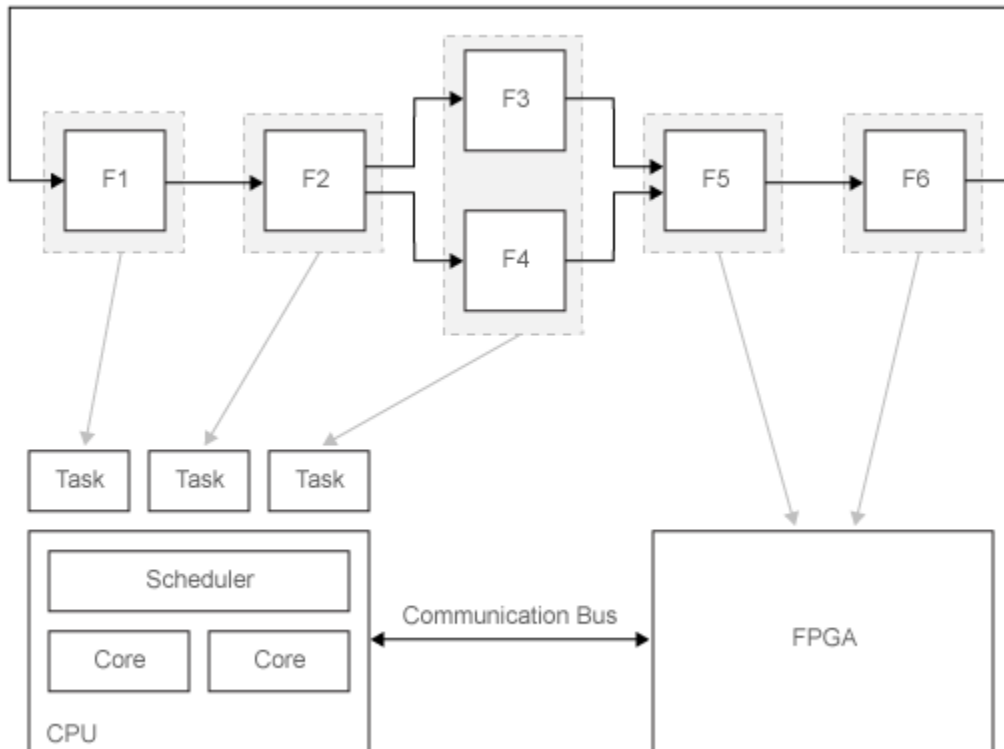 F3
F1
F2
F5
F6
F4
Task
Task
Task
Scheduler
Communication Bus
FPGA
Core
Core
CPU